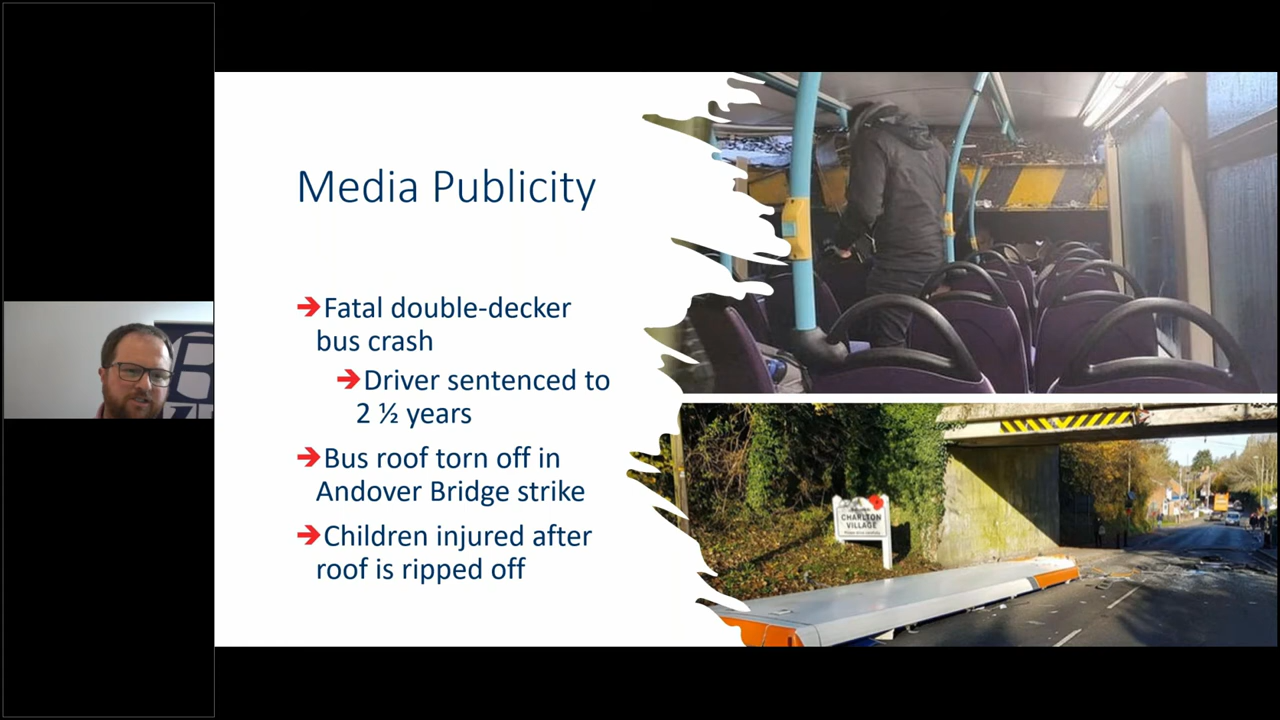 Media Publicity
➔Fatal double-decker
bus crash
➔Driver sentenced to
2 ½ years
➔Bus roof torn off in
Andover Bridge strike
➔Children injured after
roof is ripped off
CHARLTON
VILLAGE